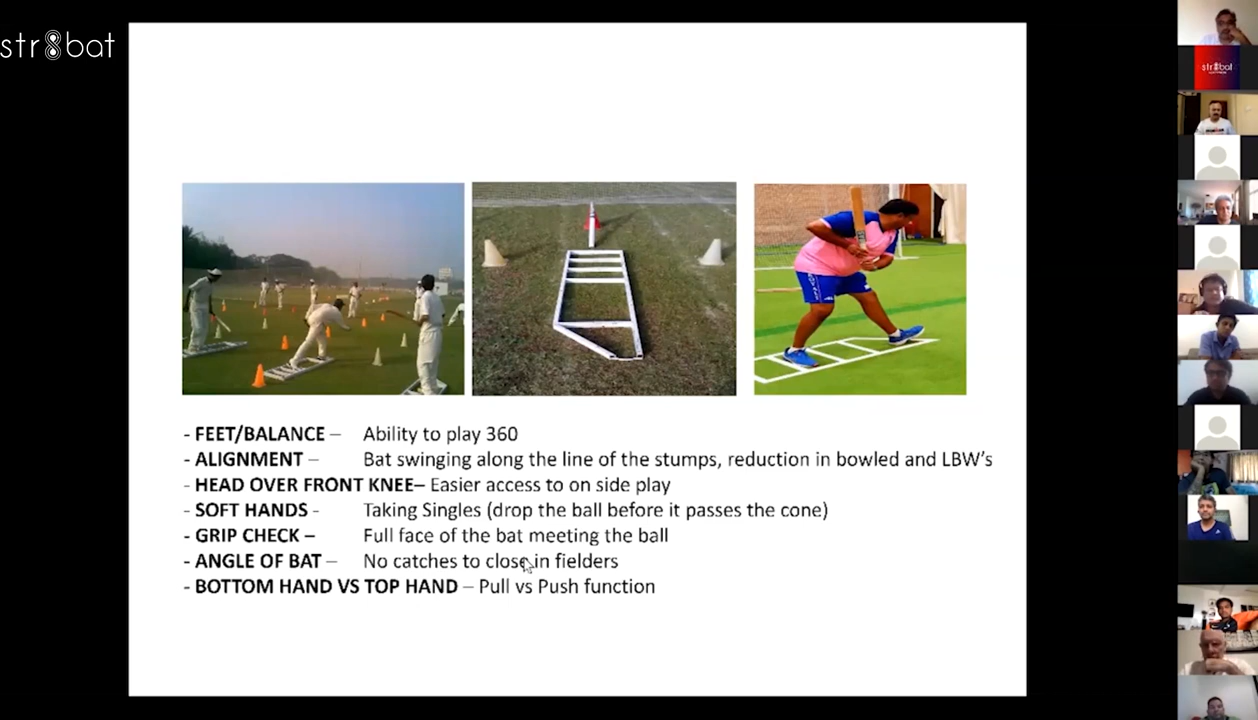 str8bat
- FEET/BALANCE – Ability to play 360
- ALIGNMENT – Bat swinging along the line of the stumps, reduction in bowled and LBW's
- HEAD OVER FRONT KNEE– Easier access to on side play
- SOFT HANDS - Taking Singles (drop the ball before it passes the cone)
- GRIP CHECK – Full face of the bat meeting the ball
- ANGLE OF BAT – No catches to close in fielders
- BOTTOM HAND VS TOP HAND – Pull vs Push function
str8bat